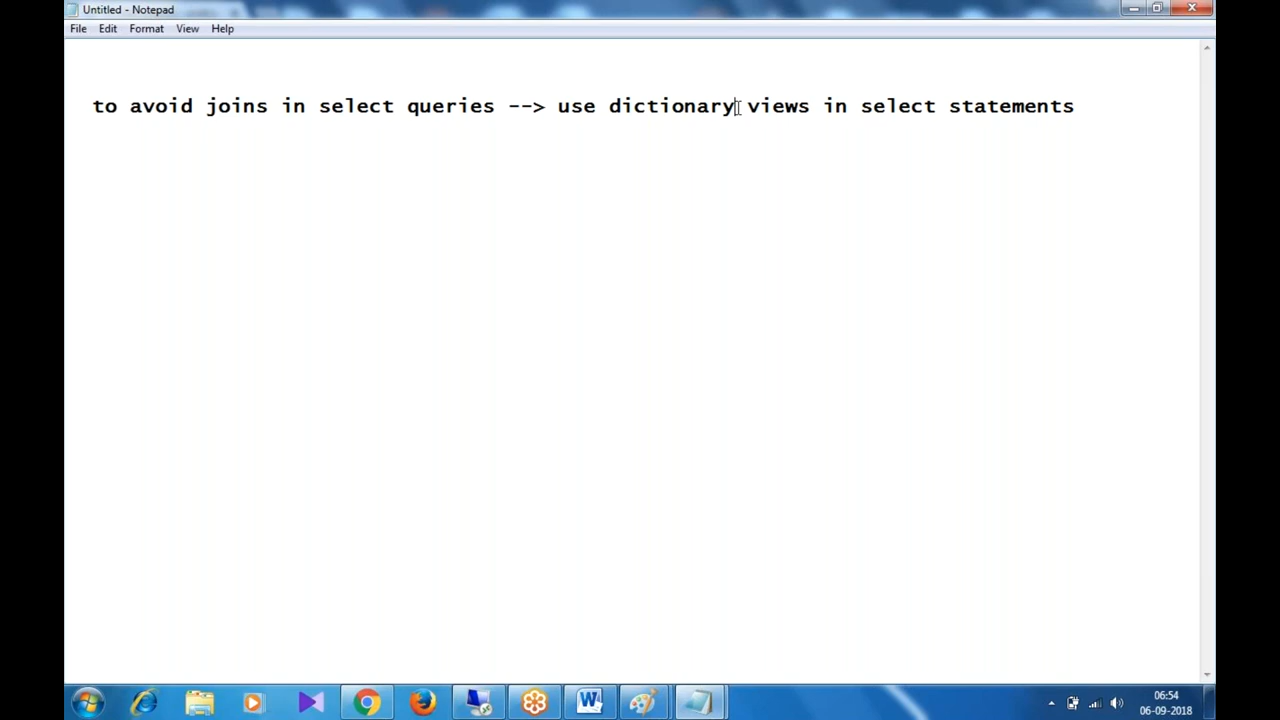 Untitled - Notepad
File Edit Format View Help
to avoid joins in select queries --> use dictionary views in select statements
06:54
06-09-2018